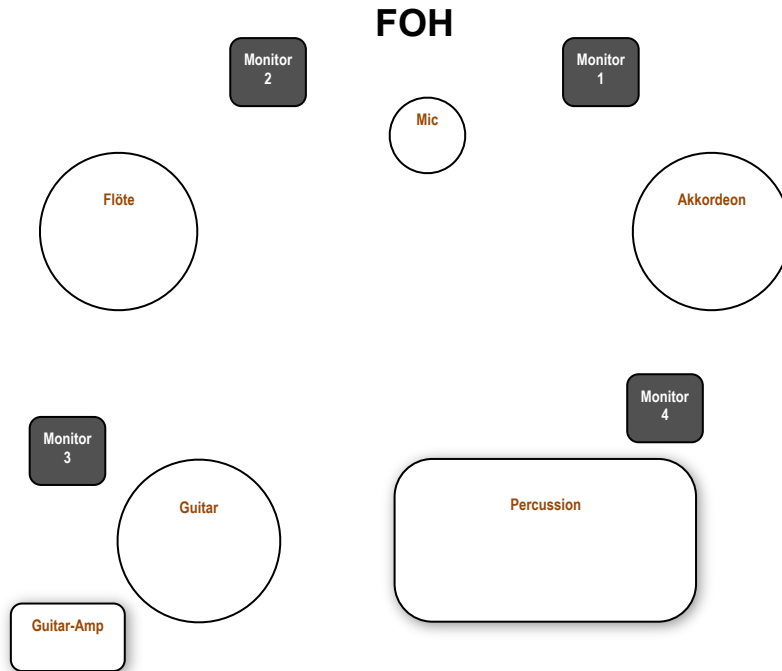 FOH
Monitor
2
Monitor
1
Mic
Flöte
Akkordeon
Monitor
4
Monitor
3
Guitar
Percussion
Guitar-Amp